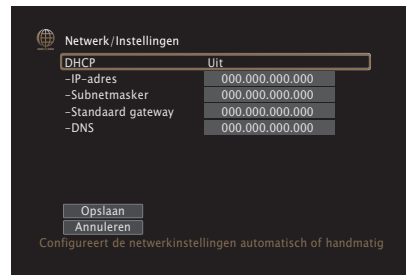 Netwerk/Instellingen
DHCP Uit
–IP-adres 000.000.000.000
–Subnetmasker 000.000.000.000
–Standaard gateway 000.000.000.000
–DNS 000.000.000.000
Opslaan
Annuleren
Configureert de netwerkinstellingen automatisch of handmatig